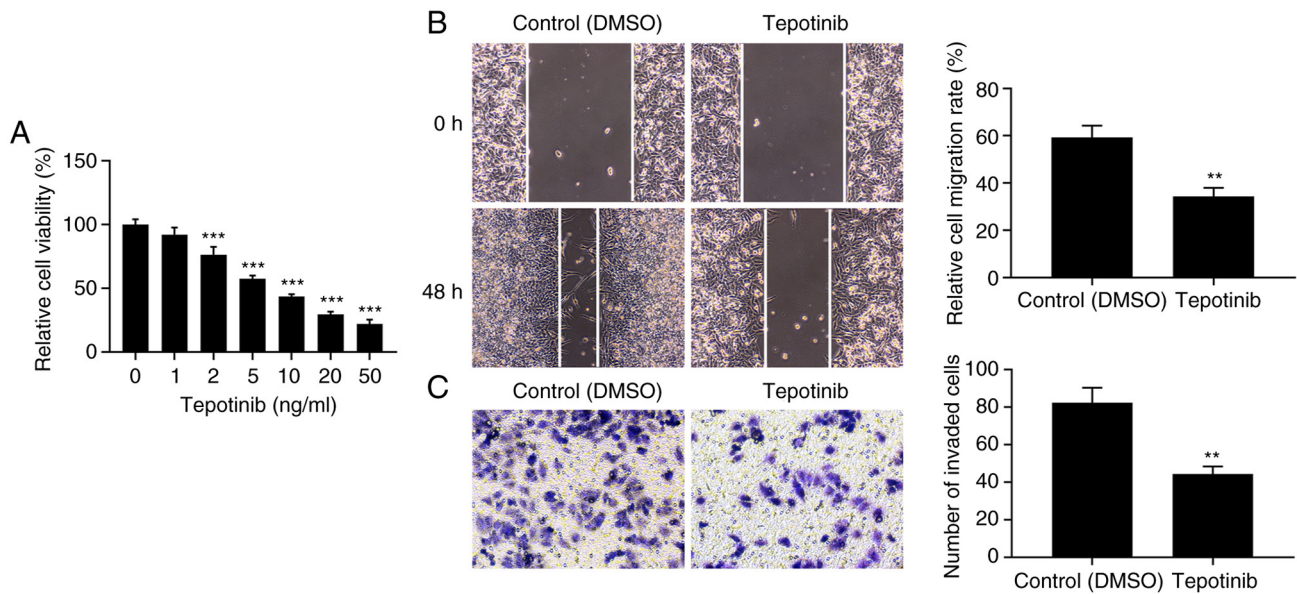 A
Relative cell viability (%)
150
100
50
0
***
***
***
***
***
0 1 2 5 10 20 50
Tepotinib (ng/ml)
B
Control (DMSO) Tepotinib
0 h
48 h
Relative cell migration rate (%)
80
60
40
20
0
**
Control (DMSO) Tepotinib
C
Control (DMSO) Tepotinib
Number of invaded cells
100
80
60
40
20
0
**
Control (DMSO) Tepotinib